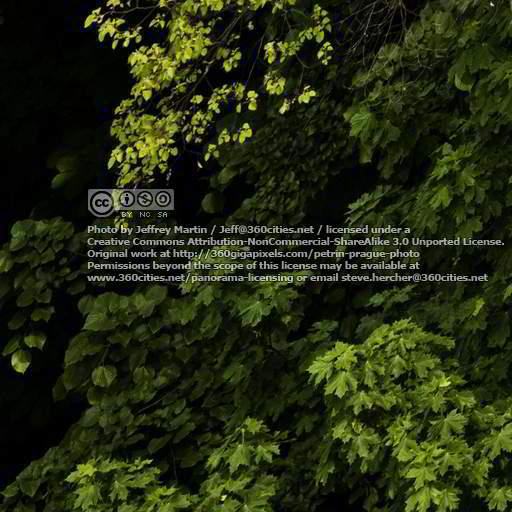 cc
BY NC SA
Photo by Jeffrey Martin / Jeff@360cities.net / licensed under a
Creative Commons Attribution-NonCommercial-ShareAlike 3.0 Unported License.
Original work at http://360gigapixels.com/petrin-prague-photo
Permissions beyond the scope of this license may be available at
www.360cities.net/panorama-licensing or email steve.hercher@360cities.net